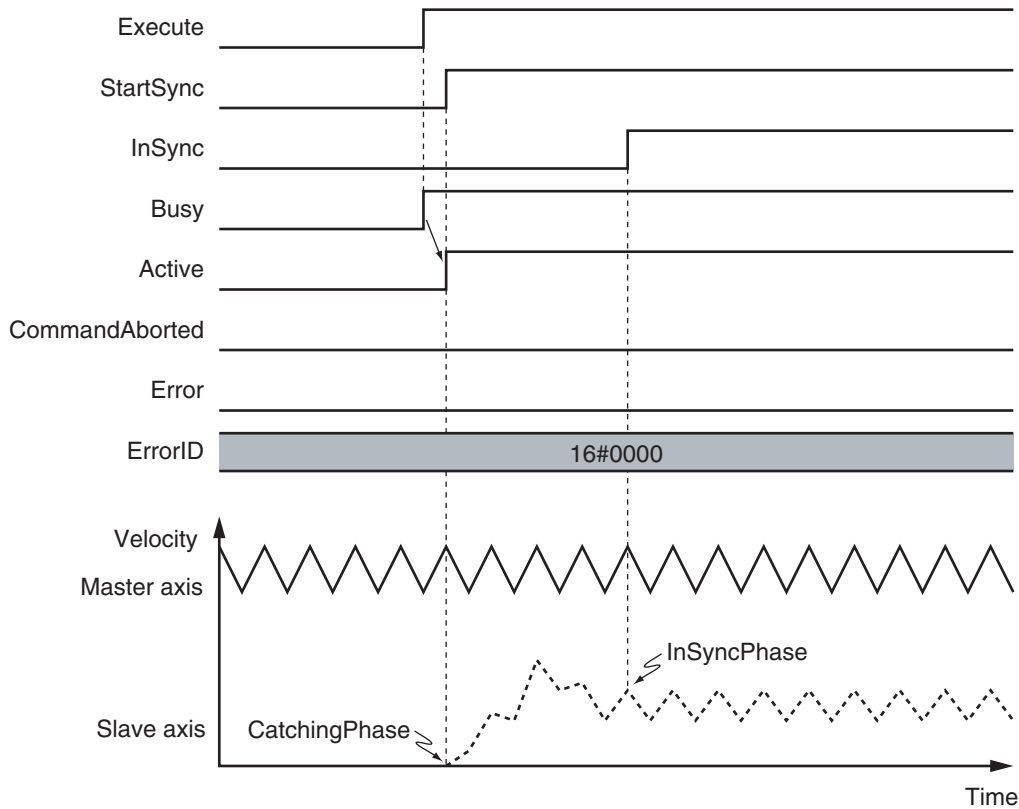 Execute
StartSync
InSync
Busy
Active
CommandAborted
Error
ErrorID
16#0000
Velocity
Master axis
InSyncPhase
Slave axis
CatchingPhase
Time